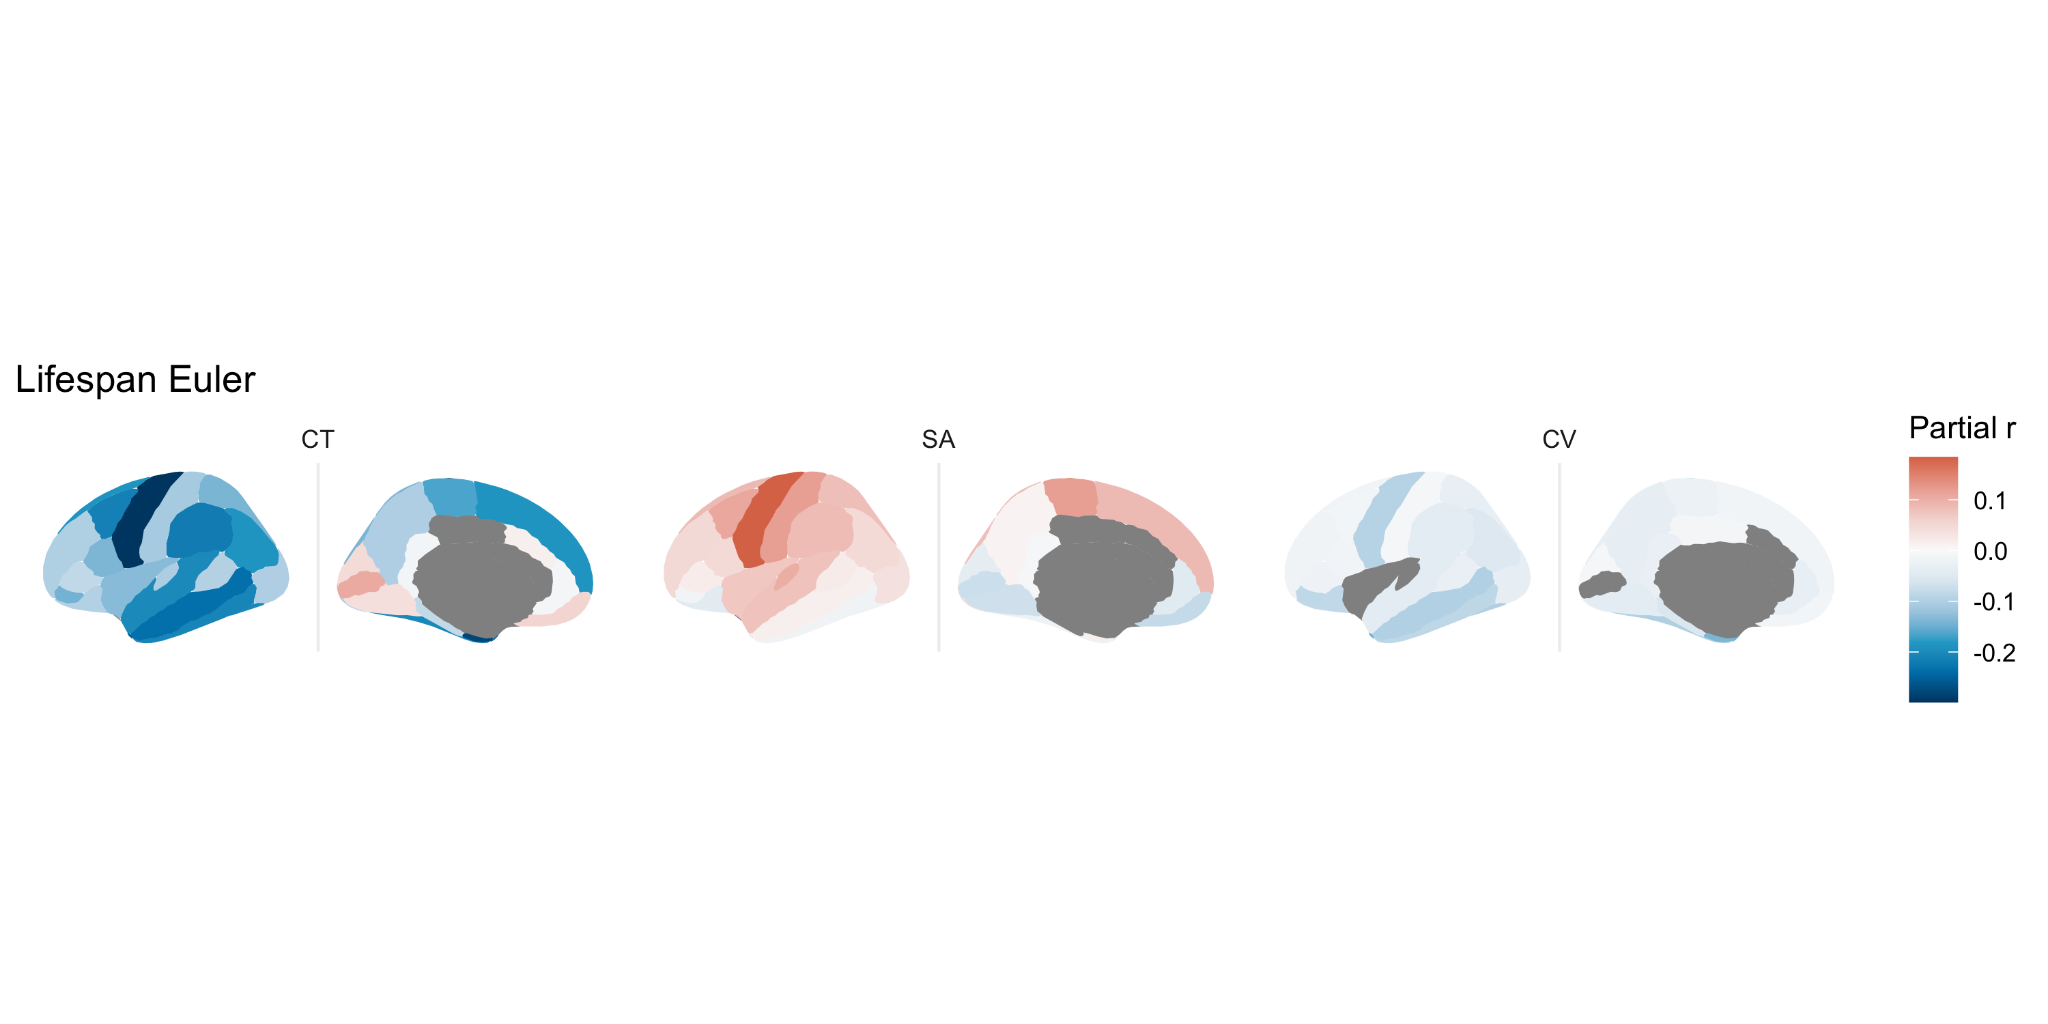 Lifespan Euler
CT
SA
CV
Partial r
0.1
0.0
-0.1
-0.2